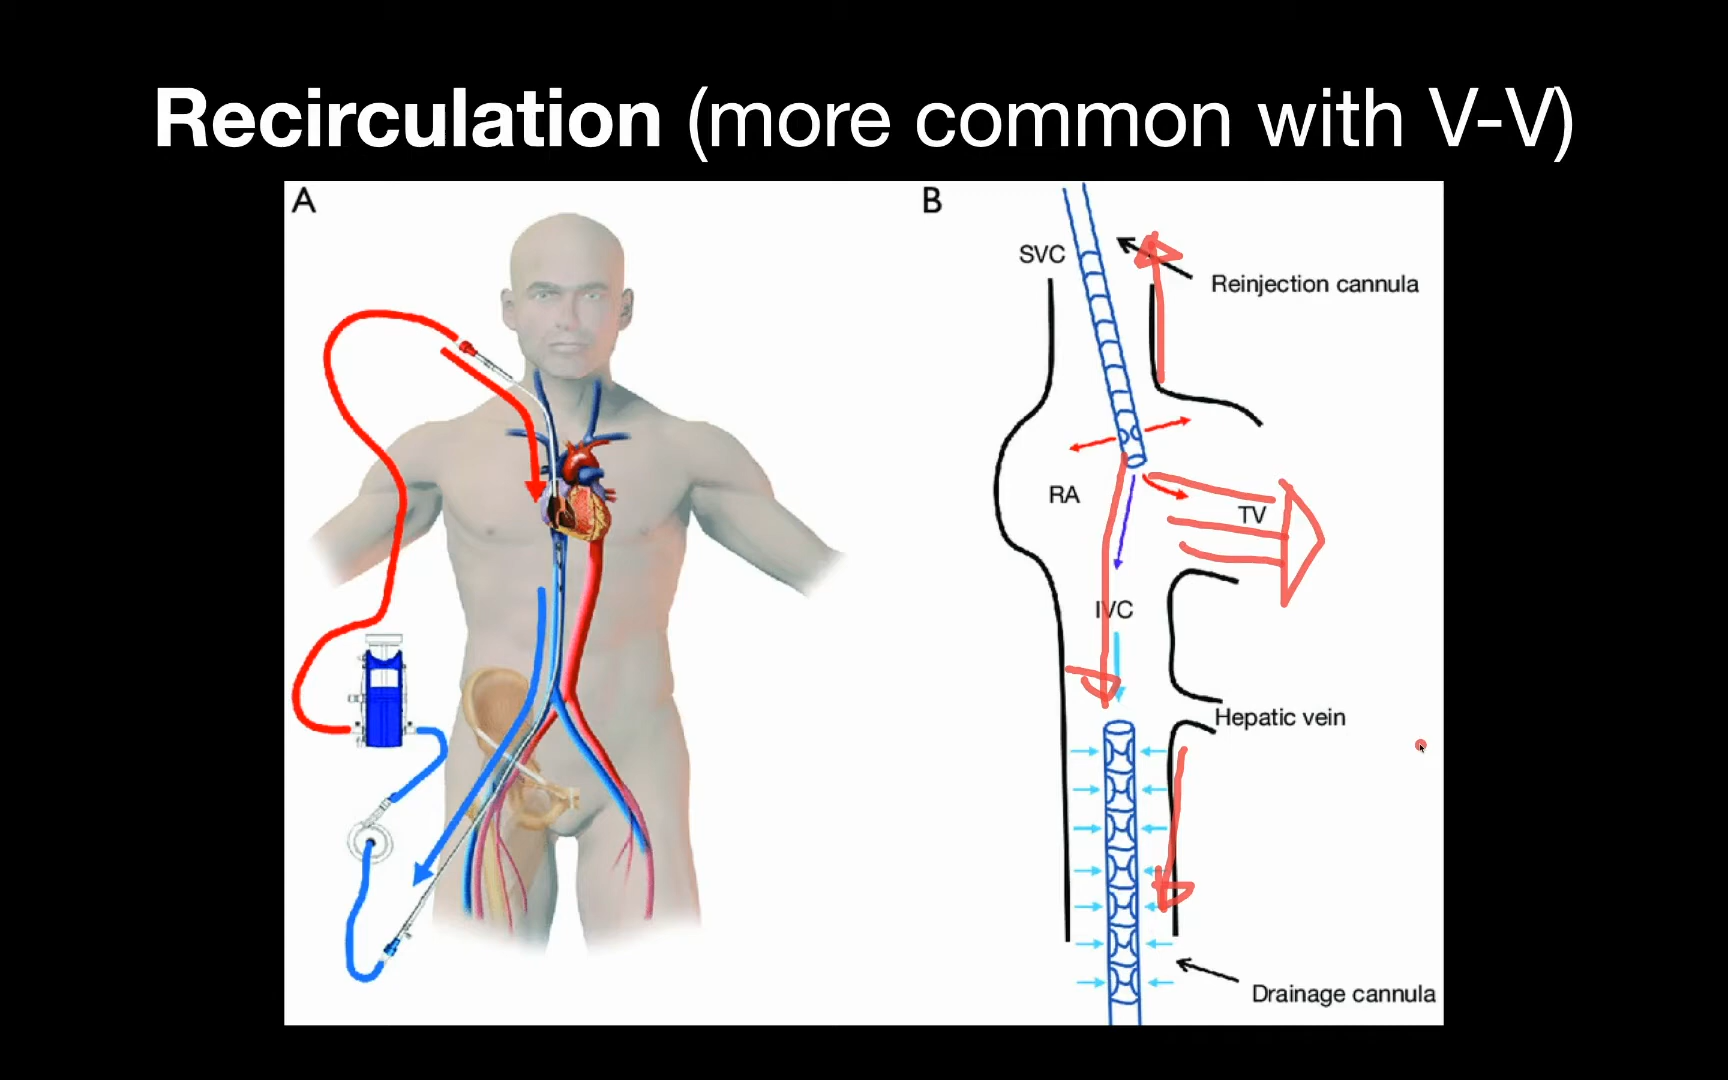 Recirculation (more common with V-V)
A
B
SVC
Reinjection cannula
RA
TV
IVC
Hepatic vein
Drainage cannula